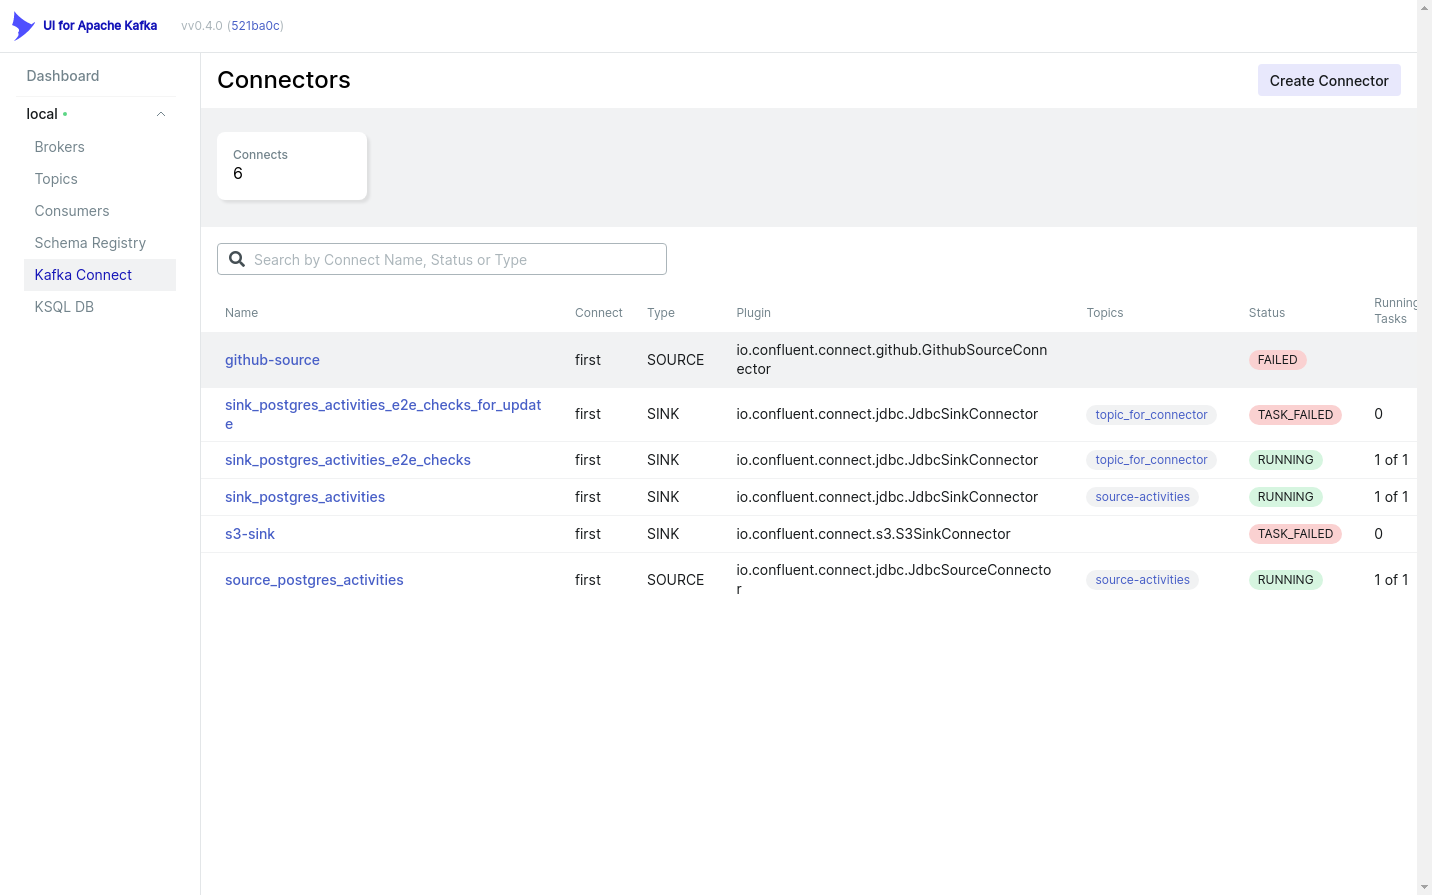 UI for Apache Kafka
vv0.4.0 (521ba0c)
Dashboard
local
Brokers
Topics
Consumers
Schema Registry
Kafka Connect
KSQL DB
Connectors
Create Connector
Connects
6
Search by Connect Name, Status or Type
Name Connect Type Plugin Topics Status Running
Tasks
github-source first SOURCE io.confluent.connect.github.GithubSourceConn
ector FAILED
sink_postgres_activities_e2e_checks_for_updat
e first SINK io.confluent.connect.jdbc.JdbcSinkConnector topic_for_connector TASK_FAILED 0
sink_postgres_activities_e2e_checks first SINK io.confluent.connect.jdbc.JdbcSinkConnector topic_for_connector RUNNING 1 of 1
sink_postgres_activities first SINK io.confluent.connect.jdbc.JdbcSinkConnector source-activities RUNNING 1 of 1
s3-sink first SINK io.confluent.connect.s3.S3SinkConnector TASK_FAILED 0
source_postgres_activities first SOURCE io.confluent.connect.jdbc.JdbcSourceConnecto
r source-activities RUNNING 1 of 1